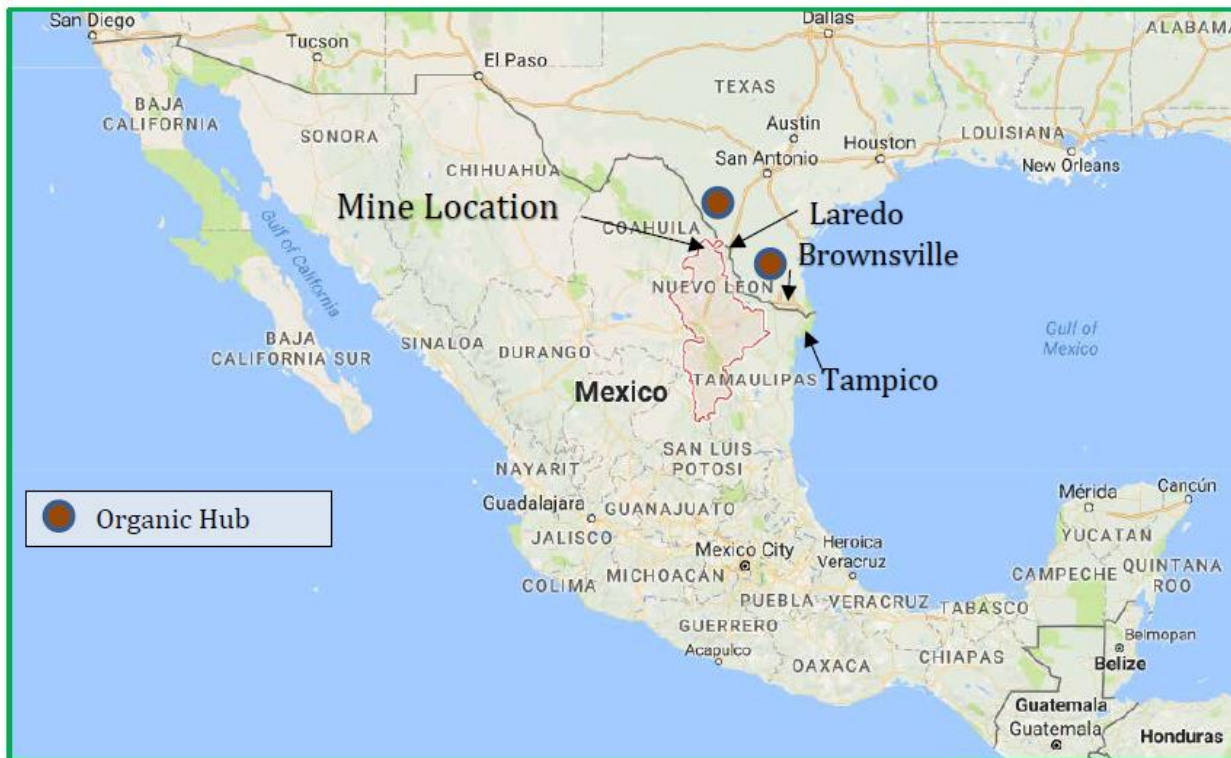 San Diego
Tucson
El Paso
Dallas
ALABAMA
BAJA
CALIFORNIA
SONORA
CHIHUAHUA
TEXAS
Austin
San Antonio
Houston
LOUISIANA
New Orleans
Mine Location
COAHUILA
Laredo
Brownsville
Gulf of California
NUEVO LEON
BAJA
CALIFORNIA SUR
SINALOA
DURANGO
Mexico
TAMAULIPAS
Tampico
Gulf of
Mexico
SAN LUIS
POTOSI
NAYARIT
Guadalajara
GUANAJUATO
JALISCO
Mexico City
Heroica
Veracruz
COLIMA
MICHOACÁN
PUEBLA
VERACRUZ
TABASCO
GUERRERO
Acapulco
OAXACA
CHIAPAS
Mérida
Cancún
YUCATAN
CAMPECHE
QUINTANA
ROO
Belmopan
Belize
Guatemala
Guatemala
Honduras
Organic Hub